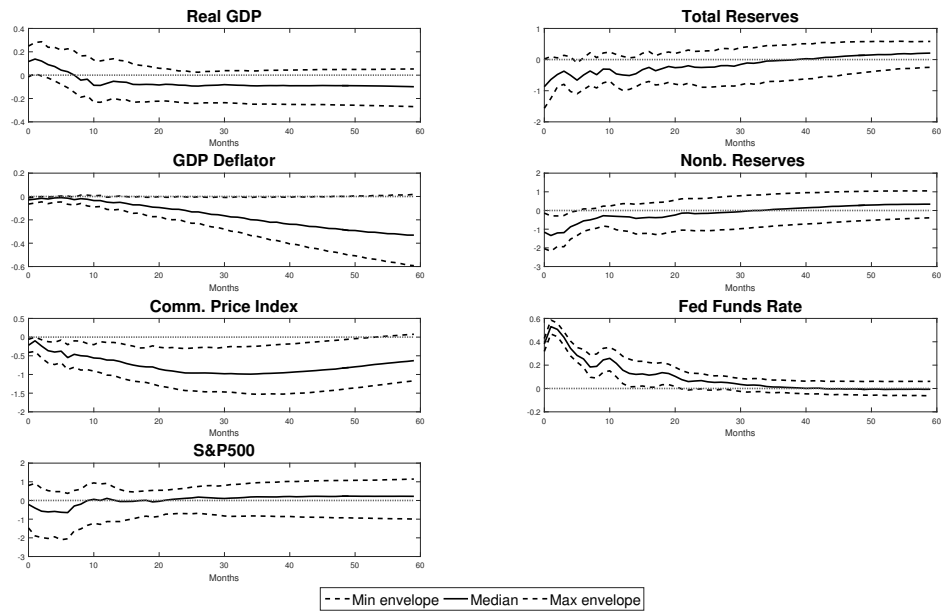 Real GDP
0.4
0.2
0
-0.2
-0.4
0 10 20 30 40 50 60
Months
Total Reserves
1
0
-1
-2
0 10 20 30 40 50 60
Months
GDP Deflator
0.2
0
-0.2
-0.4
-0.6
0 10 20 30 40 50 60
Months
Nonb. Reserves
2
1
0
-1
-2
-3
0 10 20 30 40 50 60
Months
Comm. Price Index
0.5
0
-0.5
-1
-1.5
-2
0 10 20 30 40 50 60
Months
Fed Funds Rate
0.6
0.4
0.2
0
-0.2
0 10 20 30 40 50 60
Months
S&P500
2
1
0
-1
-2
-3
0 10 20 30 40 50 60
Months
Min envelope Median Max envelope